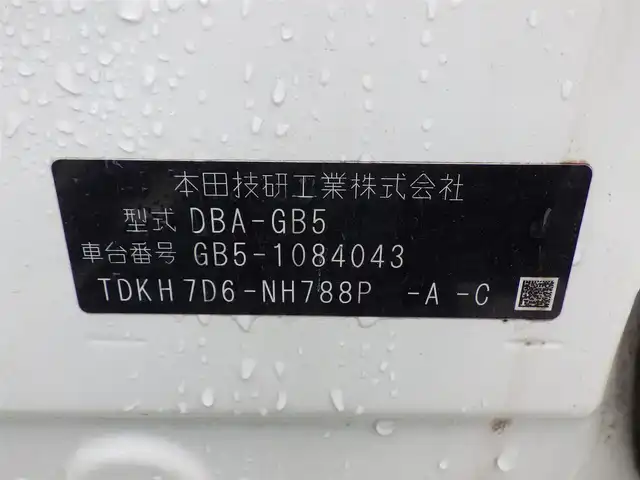 本田技研工業株式会社
型式 DBA-GB5
車台番号 GB5-1084043
TDKH7D6-NH788P -A -C